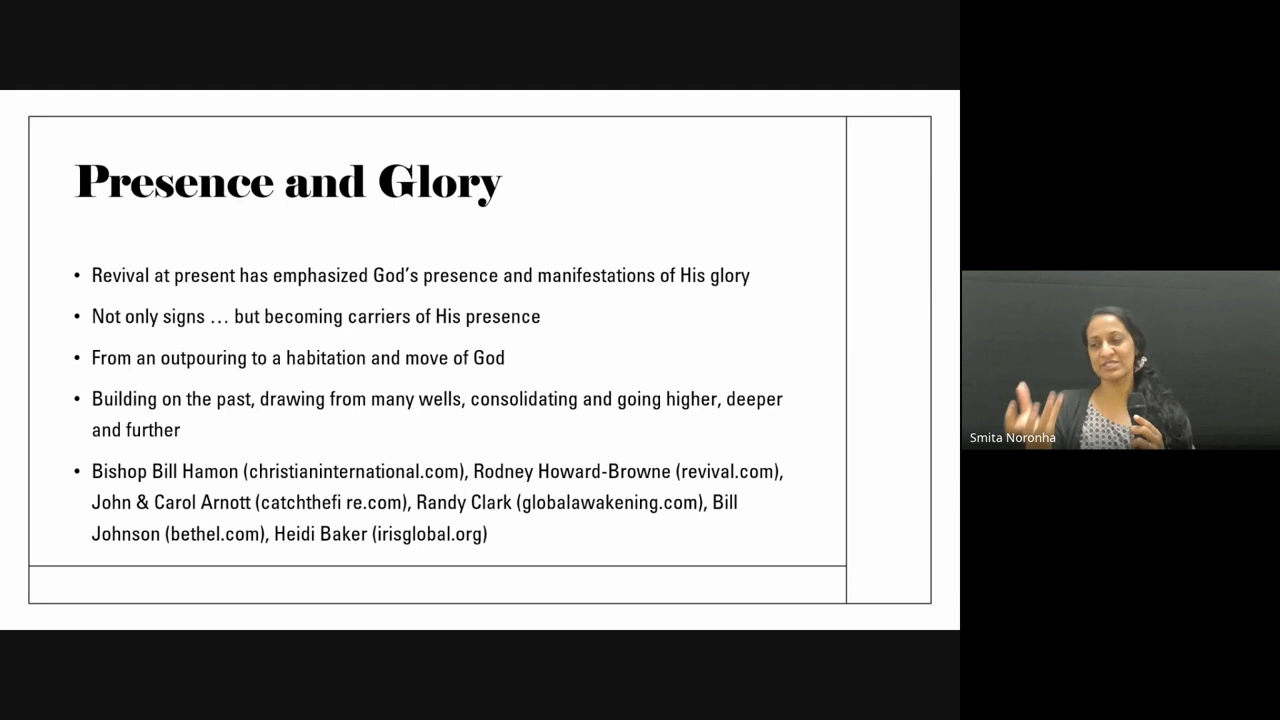 Presence and Glory
• Revival at present has emphasized God’s presence and manifestations of His glory
• Not only signs … but becoming carriers of His presence
• From an outpouring to a habitation and move of God
• Building on the past, drawing from many wells, consolidating and going higher, deeper
and further
• Bishop Bill Hamon (christianinternational.com), Rodney Howard-Browne (revival.com),
John & Carol Arnott (catchthefi re.com), Randy Clark (globalawakening.com), Bill
Johnson (bethel.com), Heidi Baker (irisglobal.org)
Smita Noronha